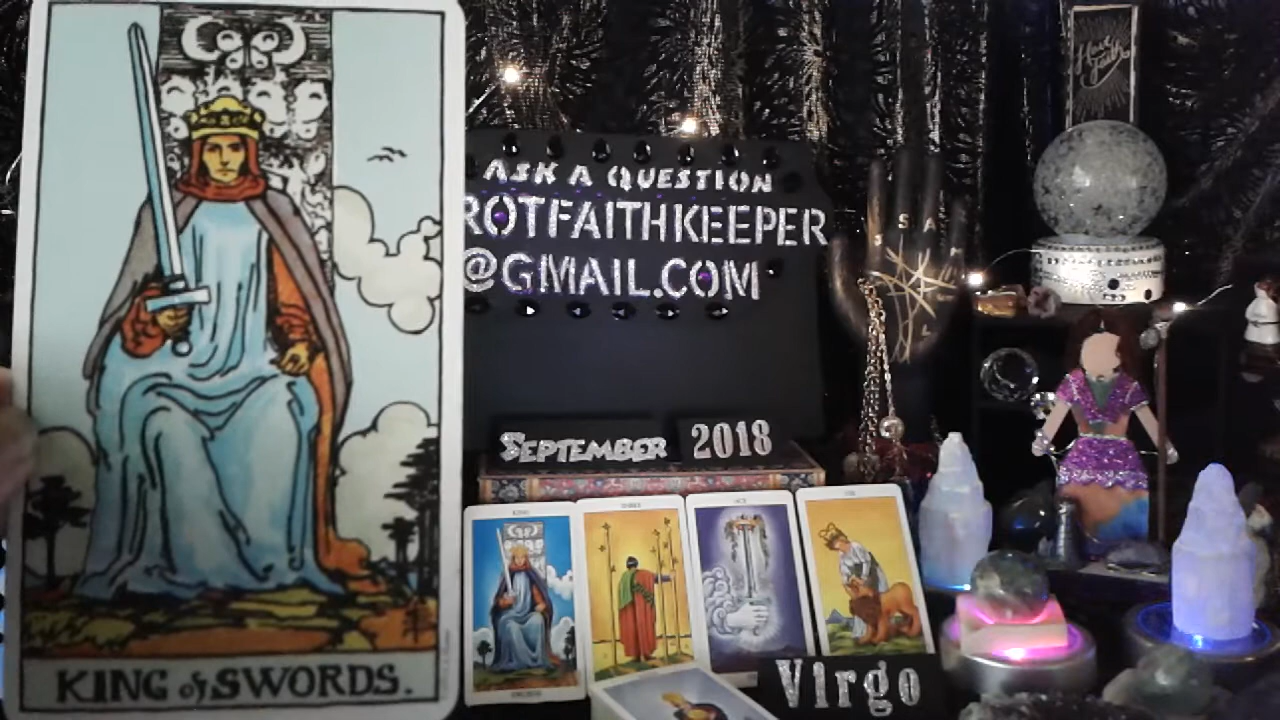 KING of SWORDS.
ASK A QUESTION
ROTFAITHKEEPER
@GMAIL.COM
SEPTEMBER 2018
Virgo